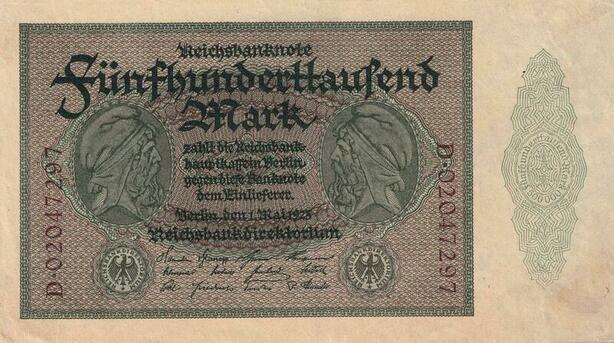 Reichsbanknote
Fünfhunderttausend
Mark
zahlt die Reichsbank-
hauptkasse in Berlin
gegen diese Banknote
dem Einlieferer.
Berlin, den 1. Mai 1923
Reichsbankdirektorium
D·02047297
D·02047297